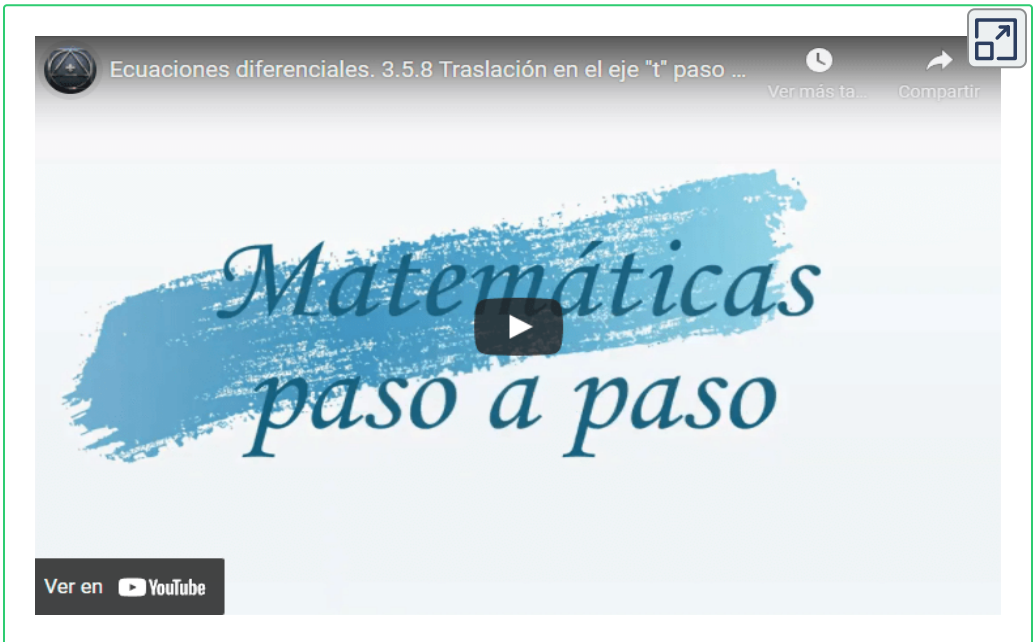 Ecuaciones diferenciales. 3.5.8 Traslación en el eje "t" paso ...
Ver más ta...
Compartir
Matemáticas
paso a paso
Ver en YouTube